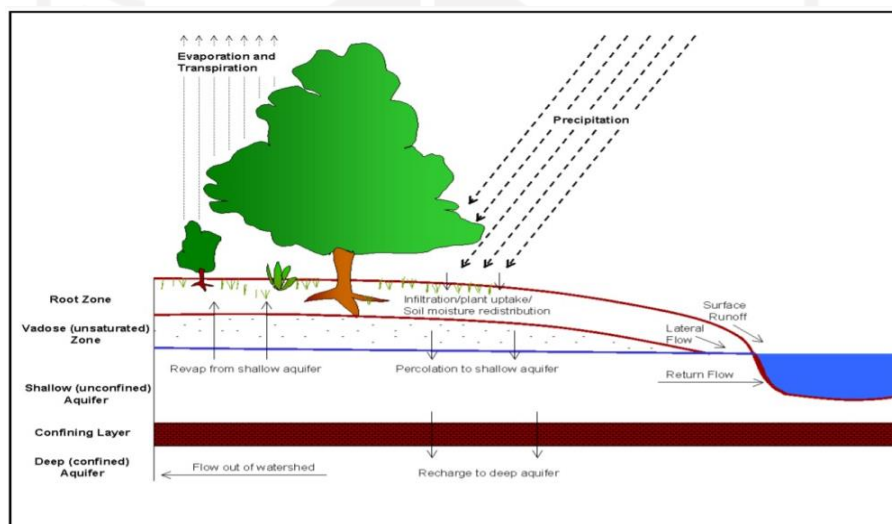 Evaporation and
Transpiration
Precipitation
Root Zone
Infiltration/plant uptake/
Soil moisture redistribution
Surface
Runoff
Vadose (unsaturated)
Zone
Lateral
Flow
Revap from shallow aquifer
Percolation to shallow aquifer
Return Flow
Shallow (unconfined)
Aquifer
Confining Layer
Deep (confined)
Aquifer
Flow out of watershed
Recharge to deep aquifer